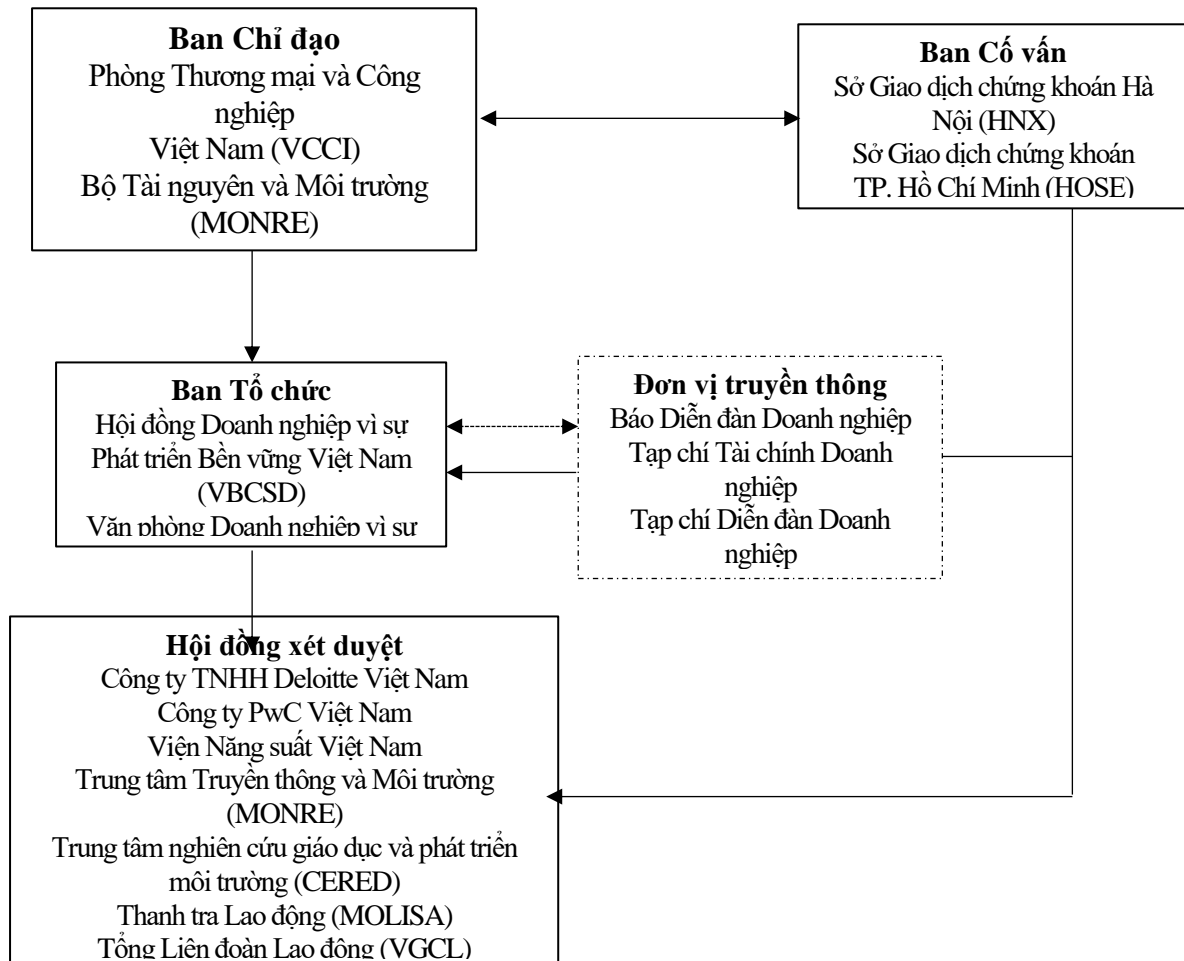 Ban Chỉ đạo
Phòng Thương mại và Công
nghiệp
Việt Nam (VCCI)
Bộ Tài nguyên và Môi trường
(MONRE)
Ban Cố vấn
Sở Giao dịch chứng khoán Hà
Nội (HNX)
Sở Giao dịch chứng khoán
TP. Hồ Chí Minh (HOSE)
Ban Tổ chức
Hội đồng Doanh nghiệp vì sự
Phát triển Bền vững Việt Nam
(VBCSD)
Văn phòng Doanh nghiệp vì sự
Đơn vị truyền thông
Báo Diễn đàn Doanh nghiệp
Tạp chí Tài chính Doanh
nghiệp
Tạp chí Diễn đàn Doanh
nghiệp
Hội đồng xét duyệt
Công ty TNHH Deloitte Việt Nam
Công ty PwC Việt Nam
Viện Năng suất Việt Nam
Trung tâm Truyền thông và Môi trường
(MONRE)
Trung tâm nghiên cứu giáo dục và phát triển
môi trường (CERED)
Thanh tra Lao động (MOLISA)
Tổng Liên đoàn Lao động (VGCL)